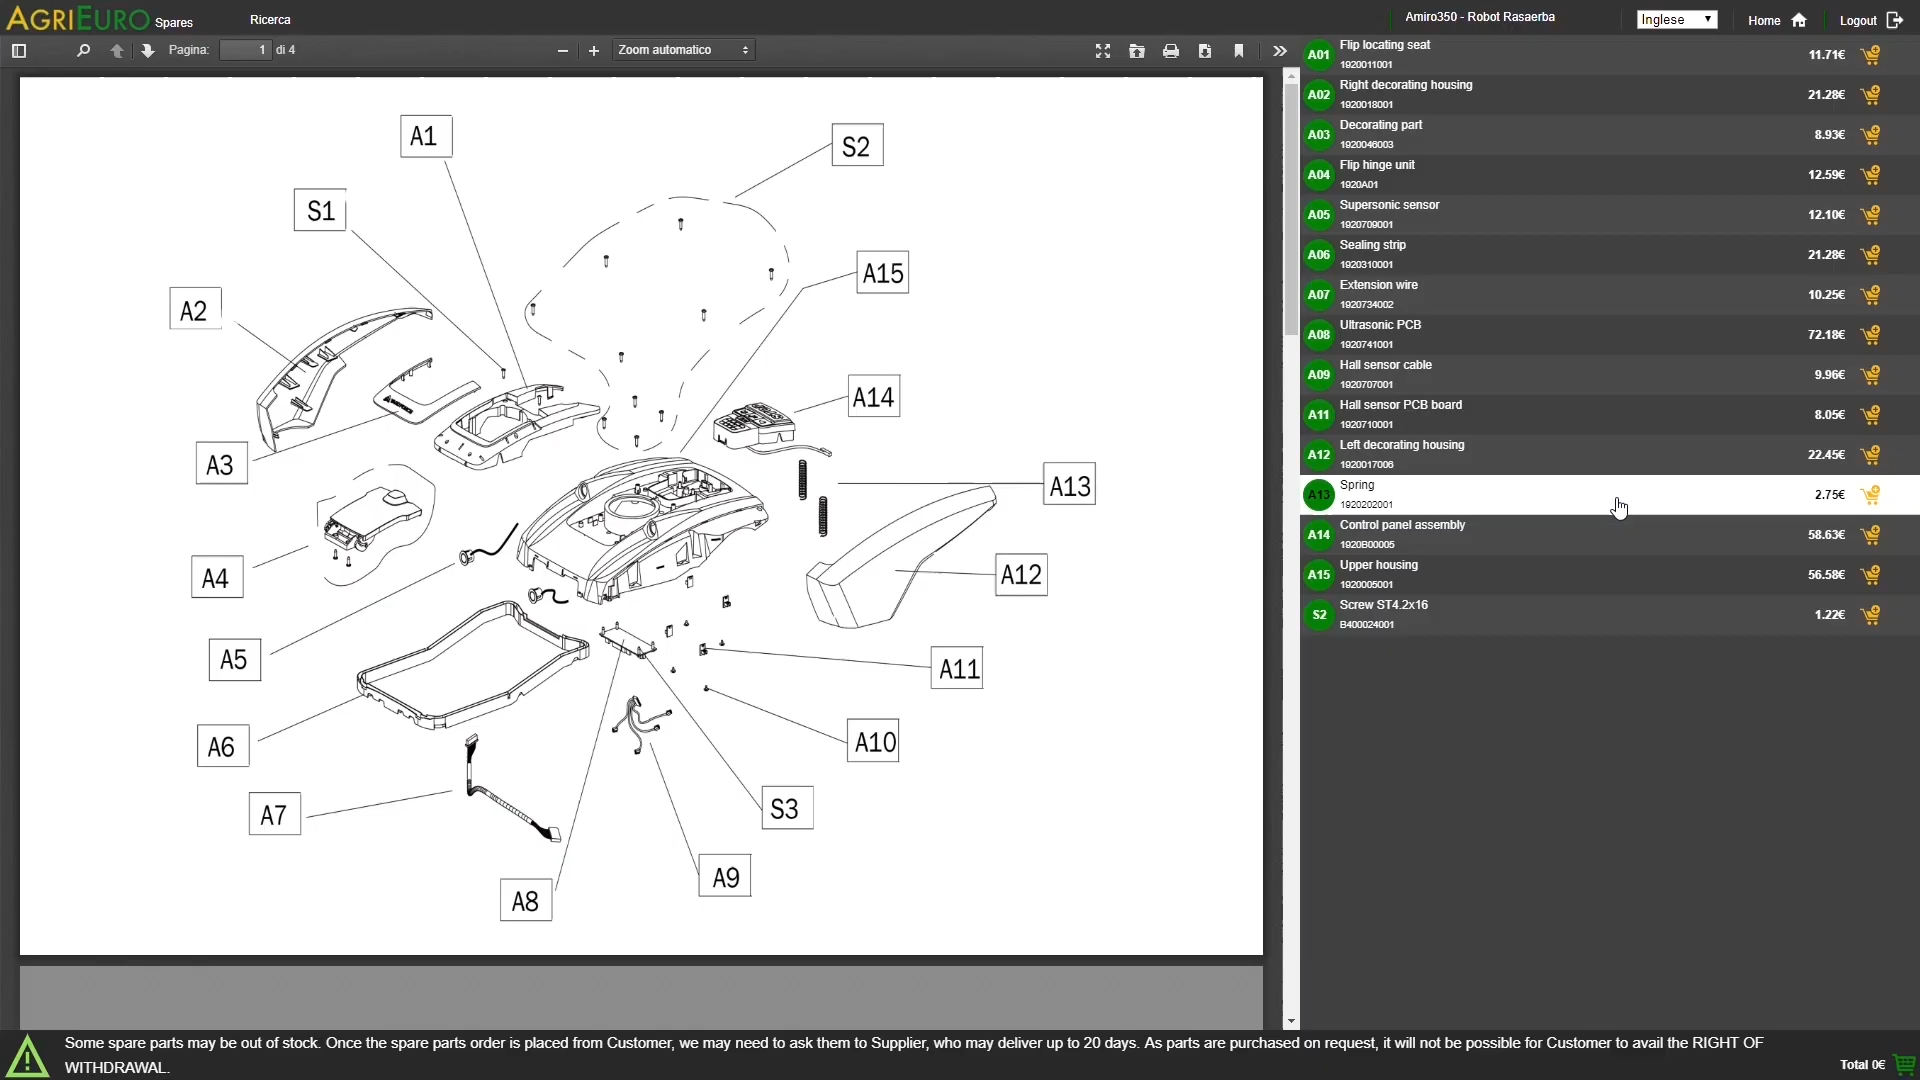 AGRIEURO Spares
Ricerca
Amiro350 - Robot Rasaerba
Inglese
Home
Logout
Pagina: 1 di 4
Zoom automatico
A1
S2
S1
A15
A2
A14
A3
A13
A4
A12
A5
A11
A6
A10
A7
S3
A9
A8
A01 Flip locating seat 11.71€
1920011001
A02 Right decorating housing 21.28€
1920018001
A03 Decorating part 8.93€
1920046003
A04 Flip hinge unit 12.59€
1920A01
A05 Supersonic sensor 12.10€
1920709001
A06 Sealing strip 21.28€
1920310001
A07 Extension wire 10.25€
1920734002
A08 Ultrasonic PCB 72.18€
1920741001
A09 Hall sensor cable 9.96€
1920707001
A11 Hall sensor PCB board 8.05€
1920710001
A12 Left decorating housing 22.45€
1920017006
A13 Spring 2.75€
1920202001
A14 Control panel assembly 58.63€
1920B00005
A15 Upper housing 56.58€
1920005001
S2 Screw ST4.2x16 1.22€
B400024001
Some spare parts may be out of stock. Once the spare parts order is placed from Customer, we may need to ask them to Supplier, who may deliver up to 20 days. As parts are purchased on request, it will not be possible for Customer to avail the RIGHT OF
WITHDRAWAL.
Total 0€